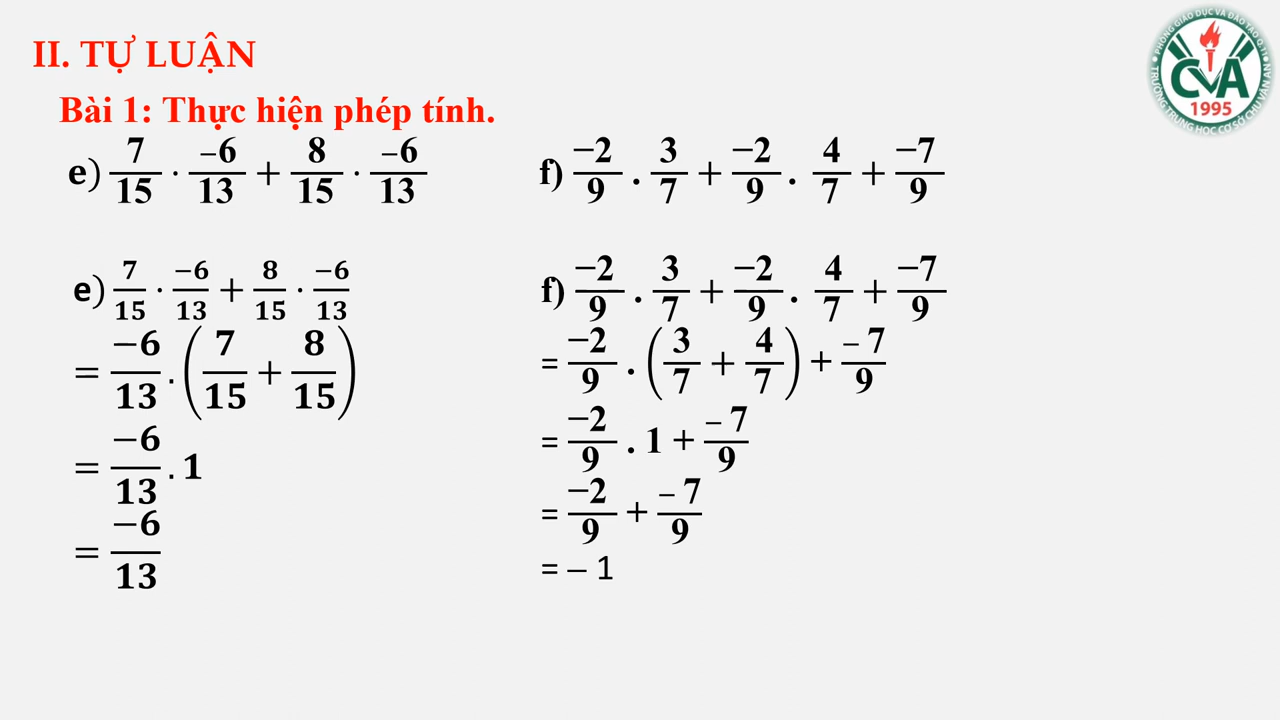 II. TỰ LUẬN
Bài 1: Thực hiện phép tính.
e) 7/15 · –6/13 + 8/15 · –6/13
f) −2/9 . 3/7 + −2/9 . 4/7 + −7/9
e) 7/15 · −6/13 + 8/15 · −6/13
= −6/13 . (7/15 + 8/15)
= −6/13 . 1
= −6/13
f) −2/9 . 3/7 + −2/9 . 4/7 + −7/9
= −2/9 . (3/7 + 4/7) + – 7/9
= −2/9 . 1 + – 7/9
= −2/9 + – 7/9
= – 1
CVA
1995